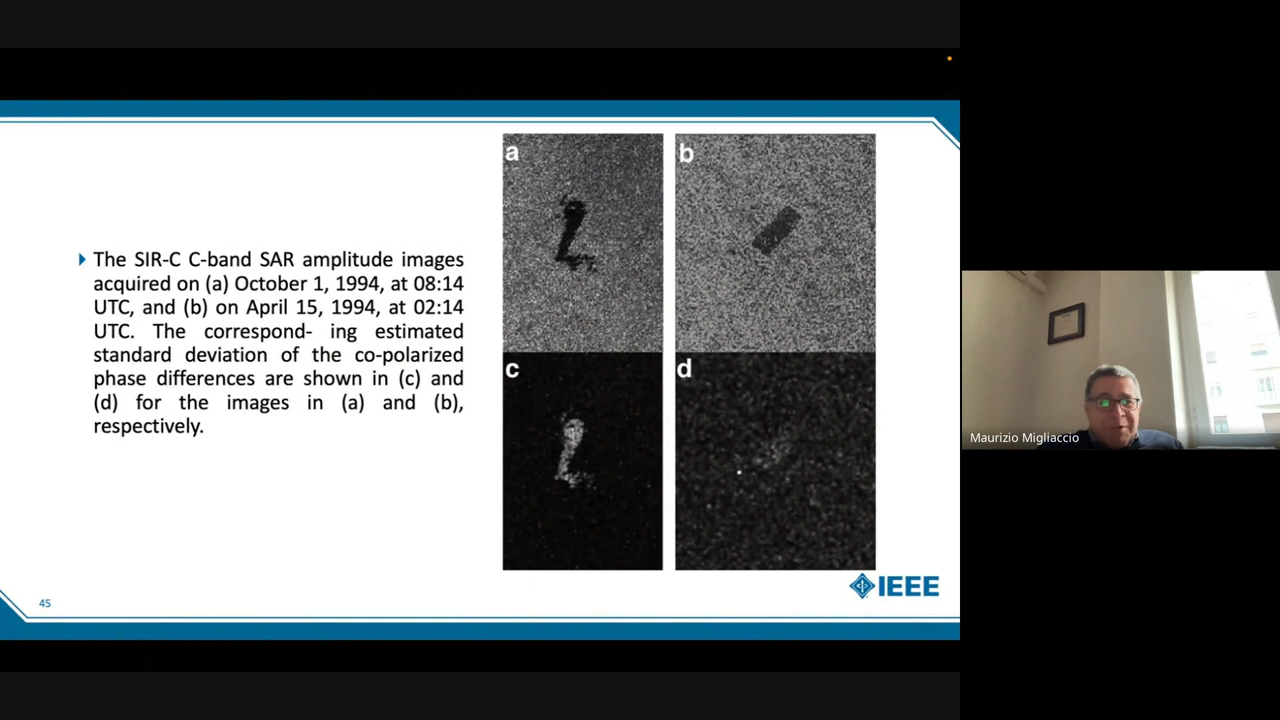 The SIR-C C-band SAR amplitude images
acquired on (a) October 1, 1994, at 08:14
UTC, and (b) on April 15, 1994, at 02:14
UTC. The correspond- ing estimated
standard deviation of the co-polarized
phase differences are shown in (c) and
(d) for the images in (a) and (b),
respectively.
a
b
c
d
IEEE
45
Maurizio Migliaccio